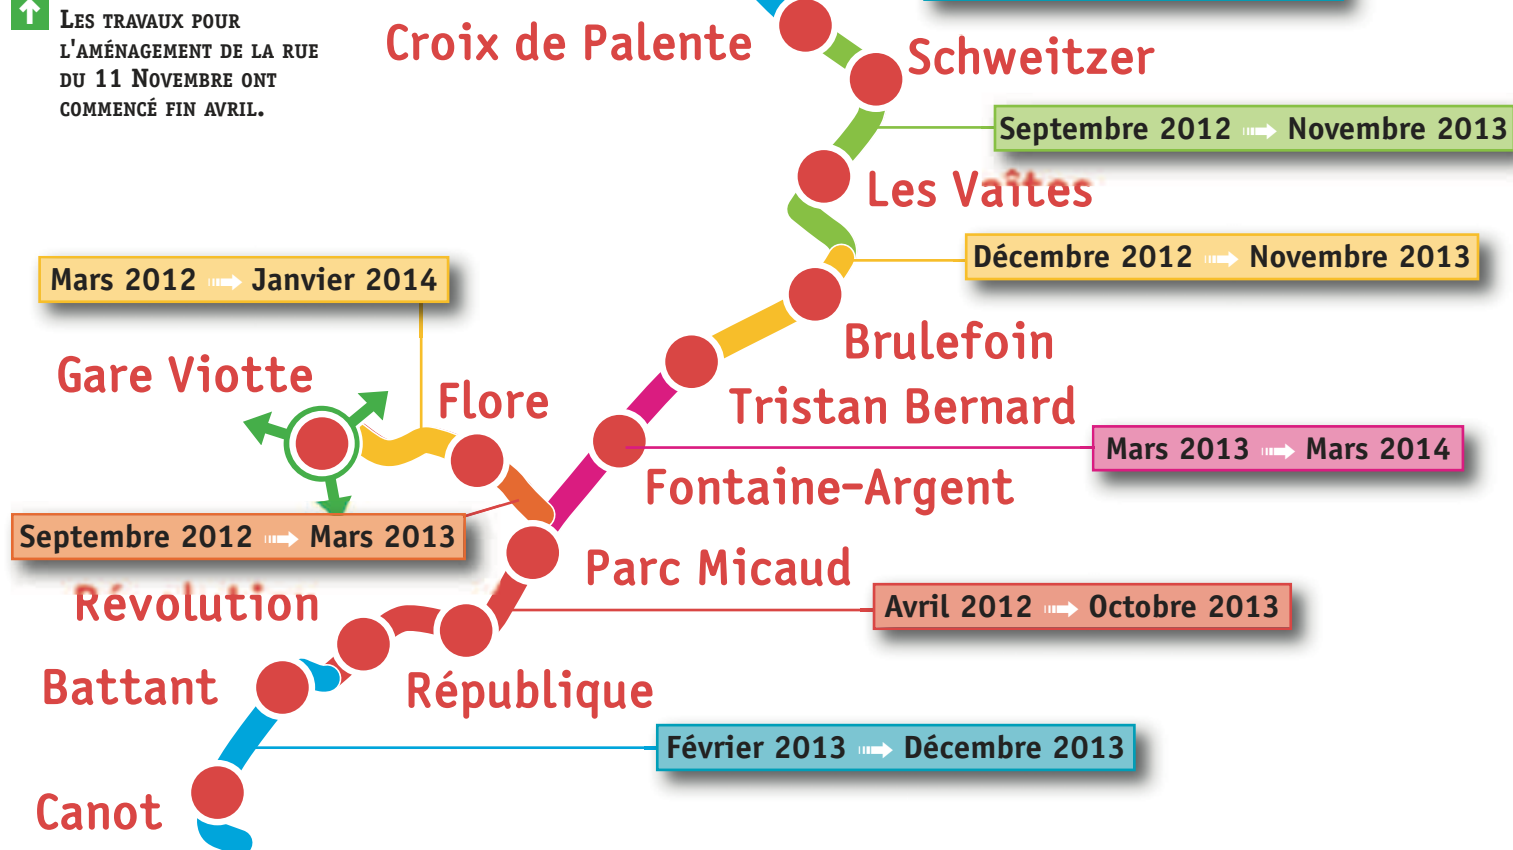 Les travaux pour
l'aménagement de la rue
du 11 Novembre ont
commencé fin avril.
Croix de Palente
Schweitzer
Septembre 2012 Novembre 2013
Les Vaîtes
Décembre 2012 Novembre 2013
Mars 2012 Janvier 2014
Brulefoin
Gare Viotte
Flore
Tristan Bernard
Mars 2013 Mars 2014
Fontaine-Argent
Septembre 2012 Mars 2013
Parc Micaud
Révolution
Avril 2012 Octobre 2013
Battant
République
Février 2013 Décembre 2013
Canot